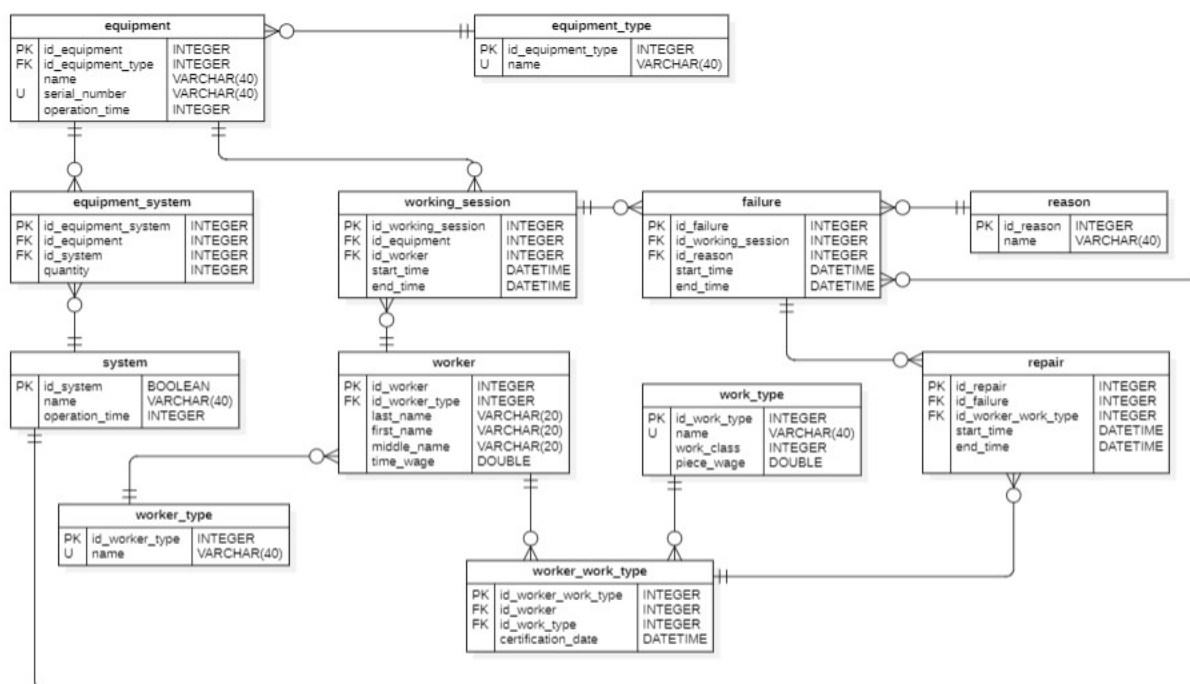 equipment
PK id_equipment INTEGER
FK id_equipment_type INTEGER
name VARCHAR(40)
U serial_number VARCHAR(40)
operation_time INTEGER
equipment_type
PK id_equipment_type INTEGER
U name VARCHAR(40)
equipment_system
PK id_equipment_system INTEGER
FK id_equipment INTEGER
FK id_system INTEGER
quantity INTEGER
working_session
PK id_working_session INTEGER
FK id_equipment INTEGER
FK id_worker INTEGER
start_time DATETIME
end_time DATETIME
failure
PK id_failure INTEGER
FK id_working_session INTEGER
FK id_reason INTEGER
start_time DATETIME
end_time DATETIME
reason
PK id_reason INTEGER
name VARCHAR(40)
system
PK id_system BOOLEAN
name VARCHAR(40)
operation_time INTEGER
worker
PK id_worker INTEGER
FK id_worker_type INTEGER
last_name VARCHAR(20)
first_name VARCHAR(20)
middle_name VARCHAR(20)
time_wage DOUBLE
work_type
PK id_work_type INTEGER
U name VARCHAR(40)
work_class INTEGER
piece_wage DOUBLE
repair
PK id_repair INTEGER
FK id_failure INTEGER
FK id_worker_work_type INTEGER
start_time DATETIME
end_time DATETIME
worker_type
PK id_worker_type INTEGER
U name VARCHAR(40)
worker_work_type
PK id_worker_work_type INTEGER
FK id_worker INTEGER
FK id_work_type INTEGER
certification_date DATETIME